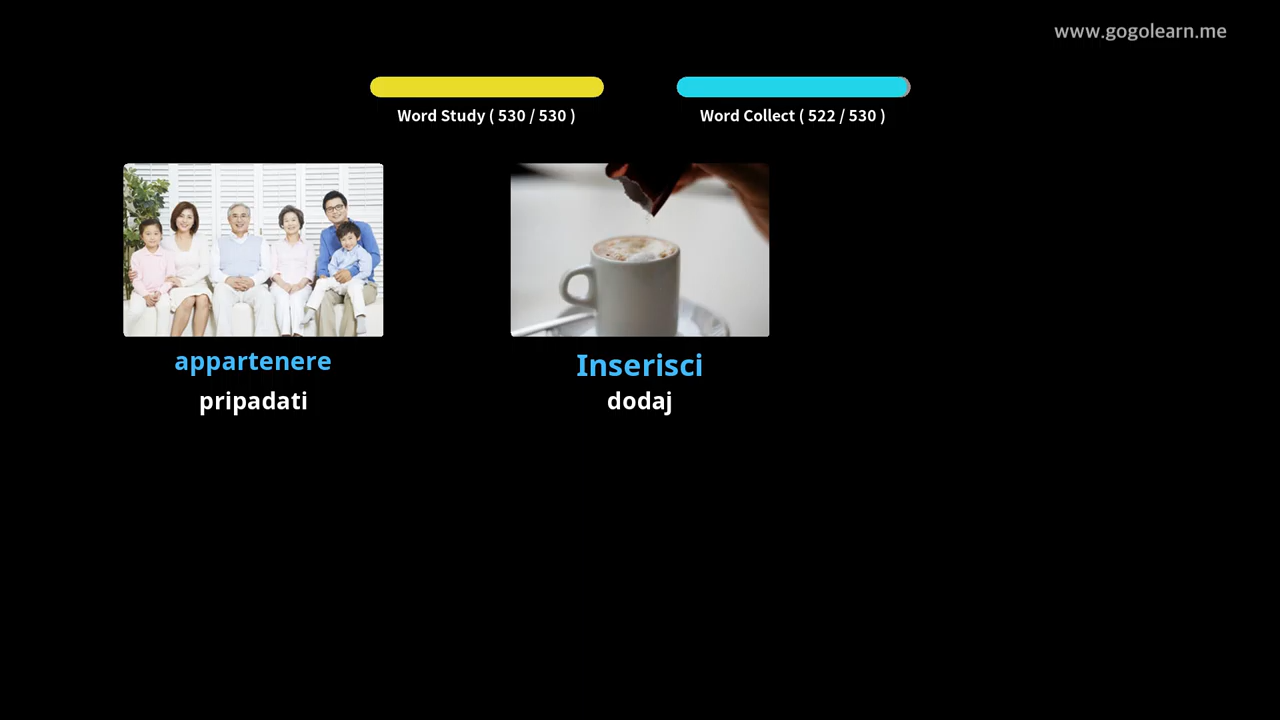 www.gogolearn.me
Word Study ( 530 / 530 )
Word Collect ( 522 / 530 )
appartenere
pripadati
Inserisci
dodaj